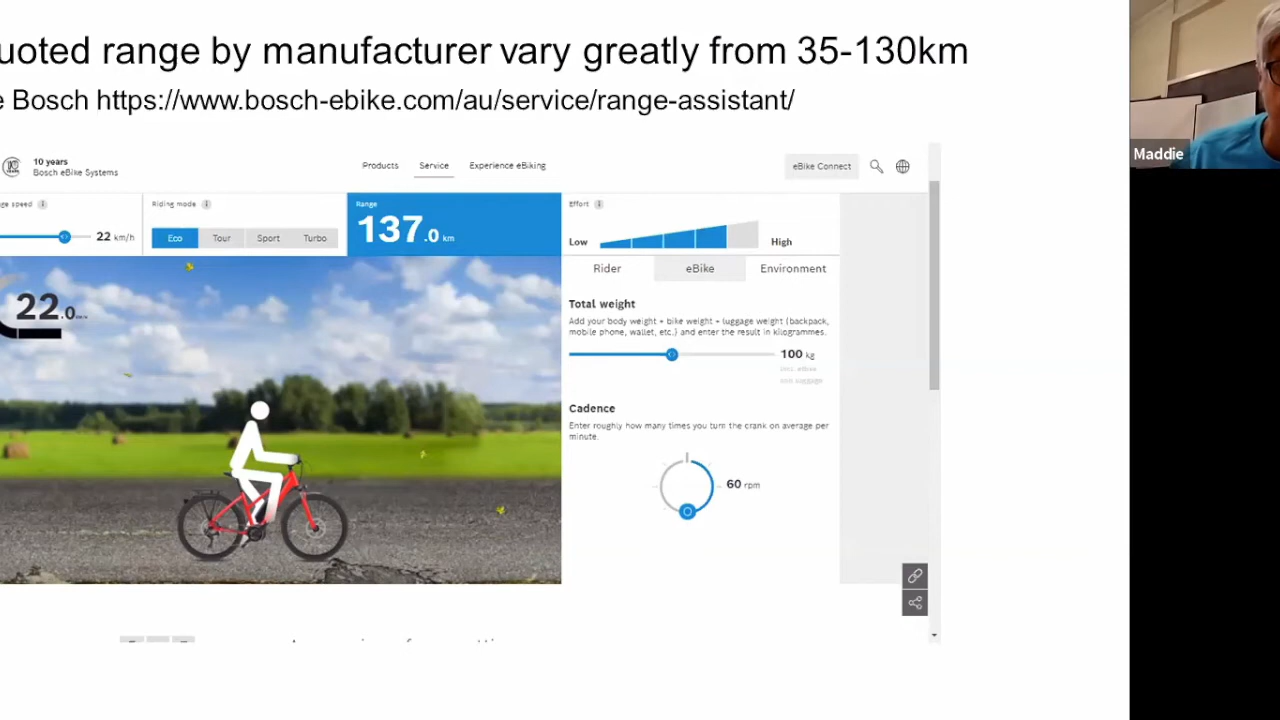 uoted range by manufacturer vary greatly from 35-130km
e Bosch https://www.bosch-ebike.com/au/service/range-assistant/
Maddie
10 years
Bosch eBike Systems
Products Service Experience eBiking
eBike Connect
ge speed
22 km/h
Riding mode
Eco Tour Sport Turbo
Range
137.0 km
Effort
Low High
Rider eBike Environment
22.0
Total weight
Add your body weight + bike weight + luggage weight (backpack,
mobile phone, wallet, etc.) and enter the result in kilogrammes.
100 kg
Cadence
Enter roughly how many times you turn the crank on average per
minute.
60 rpm